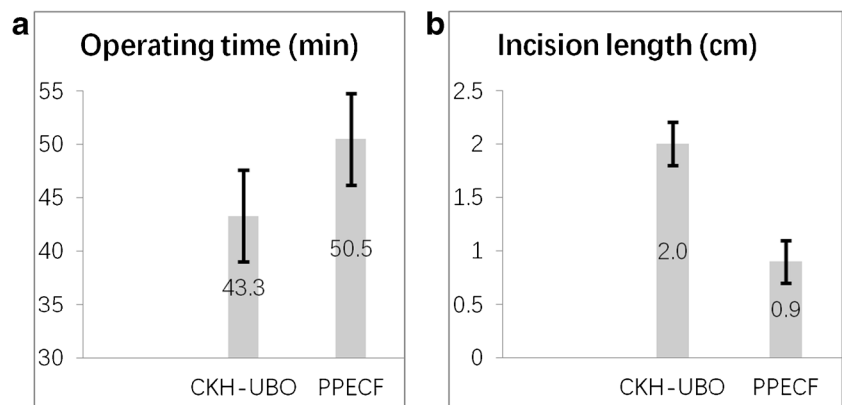 a
Operating time (min)
55
50
45
40
35
30
43.3
50.5
CKH-UBO PPECF
b
Incision length (cm)
2.5
2
1.5
1
0.5
0
2.0
0.9
CKH-UBO PPECF